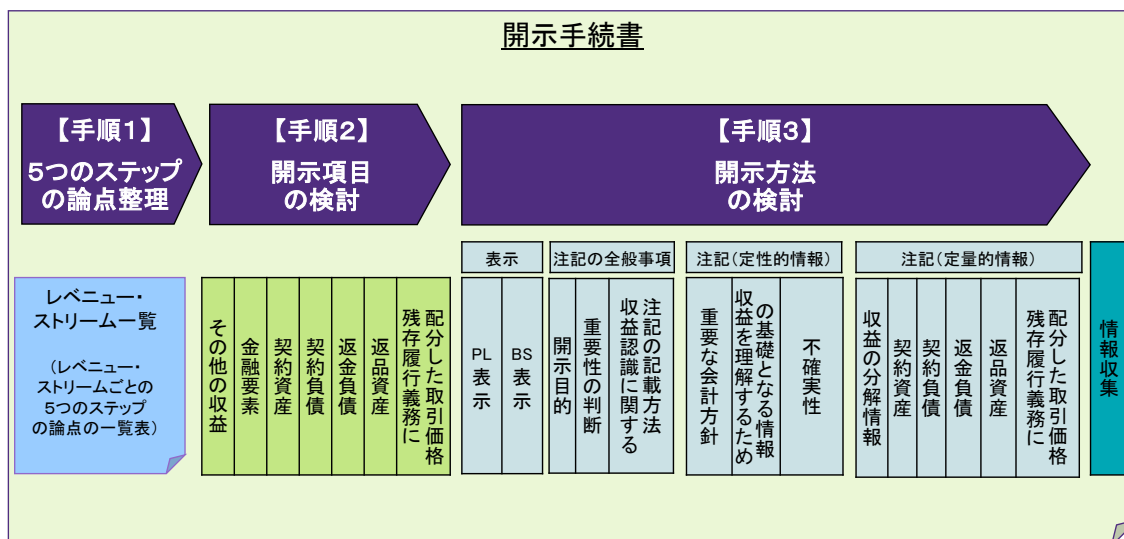 開示手続書
【手順1】
5つのステップ
の論点整理
【手順2】
開示項目
の検討
【手順3】
開示方法
の検討
レベニュー・
ストリーム一覧
(レベニュー・
ストリームごとの
5つのステップ
の論点の一覧表)
その他の収益
金融要素
契約資産
契約負債
返金負債
返品資産
配分した取引価格
残存履行義務に
表示
PL表示
BS表示
注記の全般事項
開示目的
重要性の判断
注記の記載方法
収益認識に関する
注記(定性的情報)
重要な会計方針
の基礎となる情報
収益を理解するため
不確実性
注記(定量的情報)
収益の分解情報
契約資産
契約負債
返金負債
返品資産
配分した取引価格
残存履行義務に
情報収集